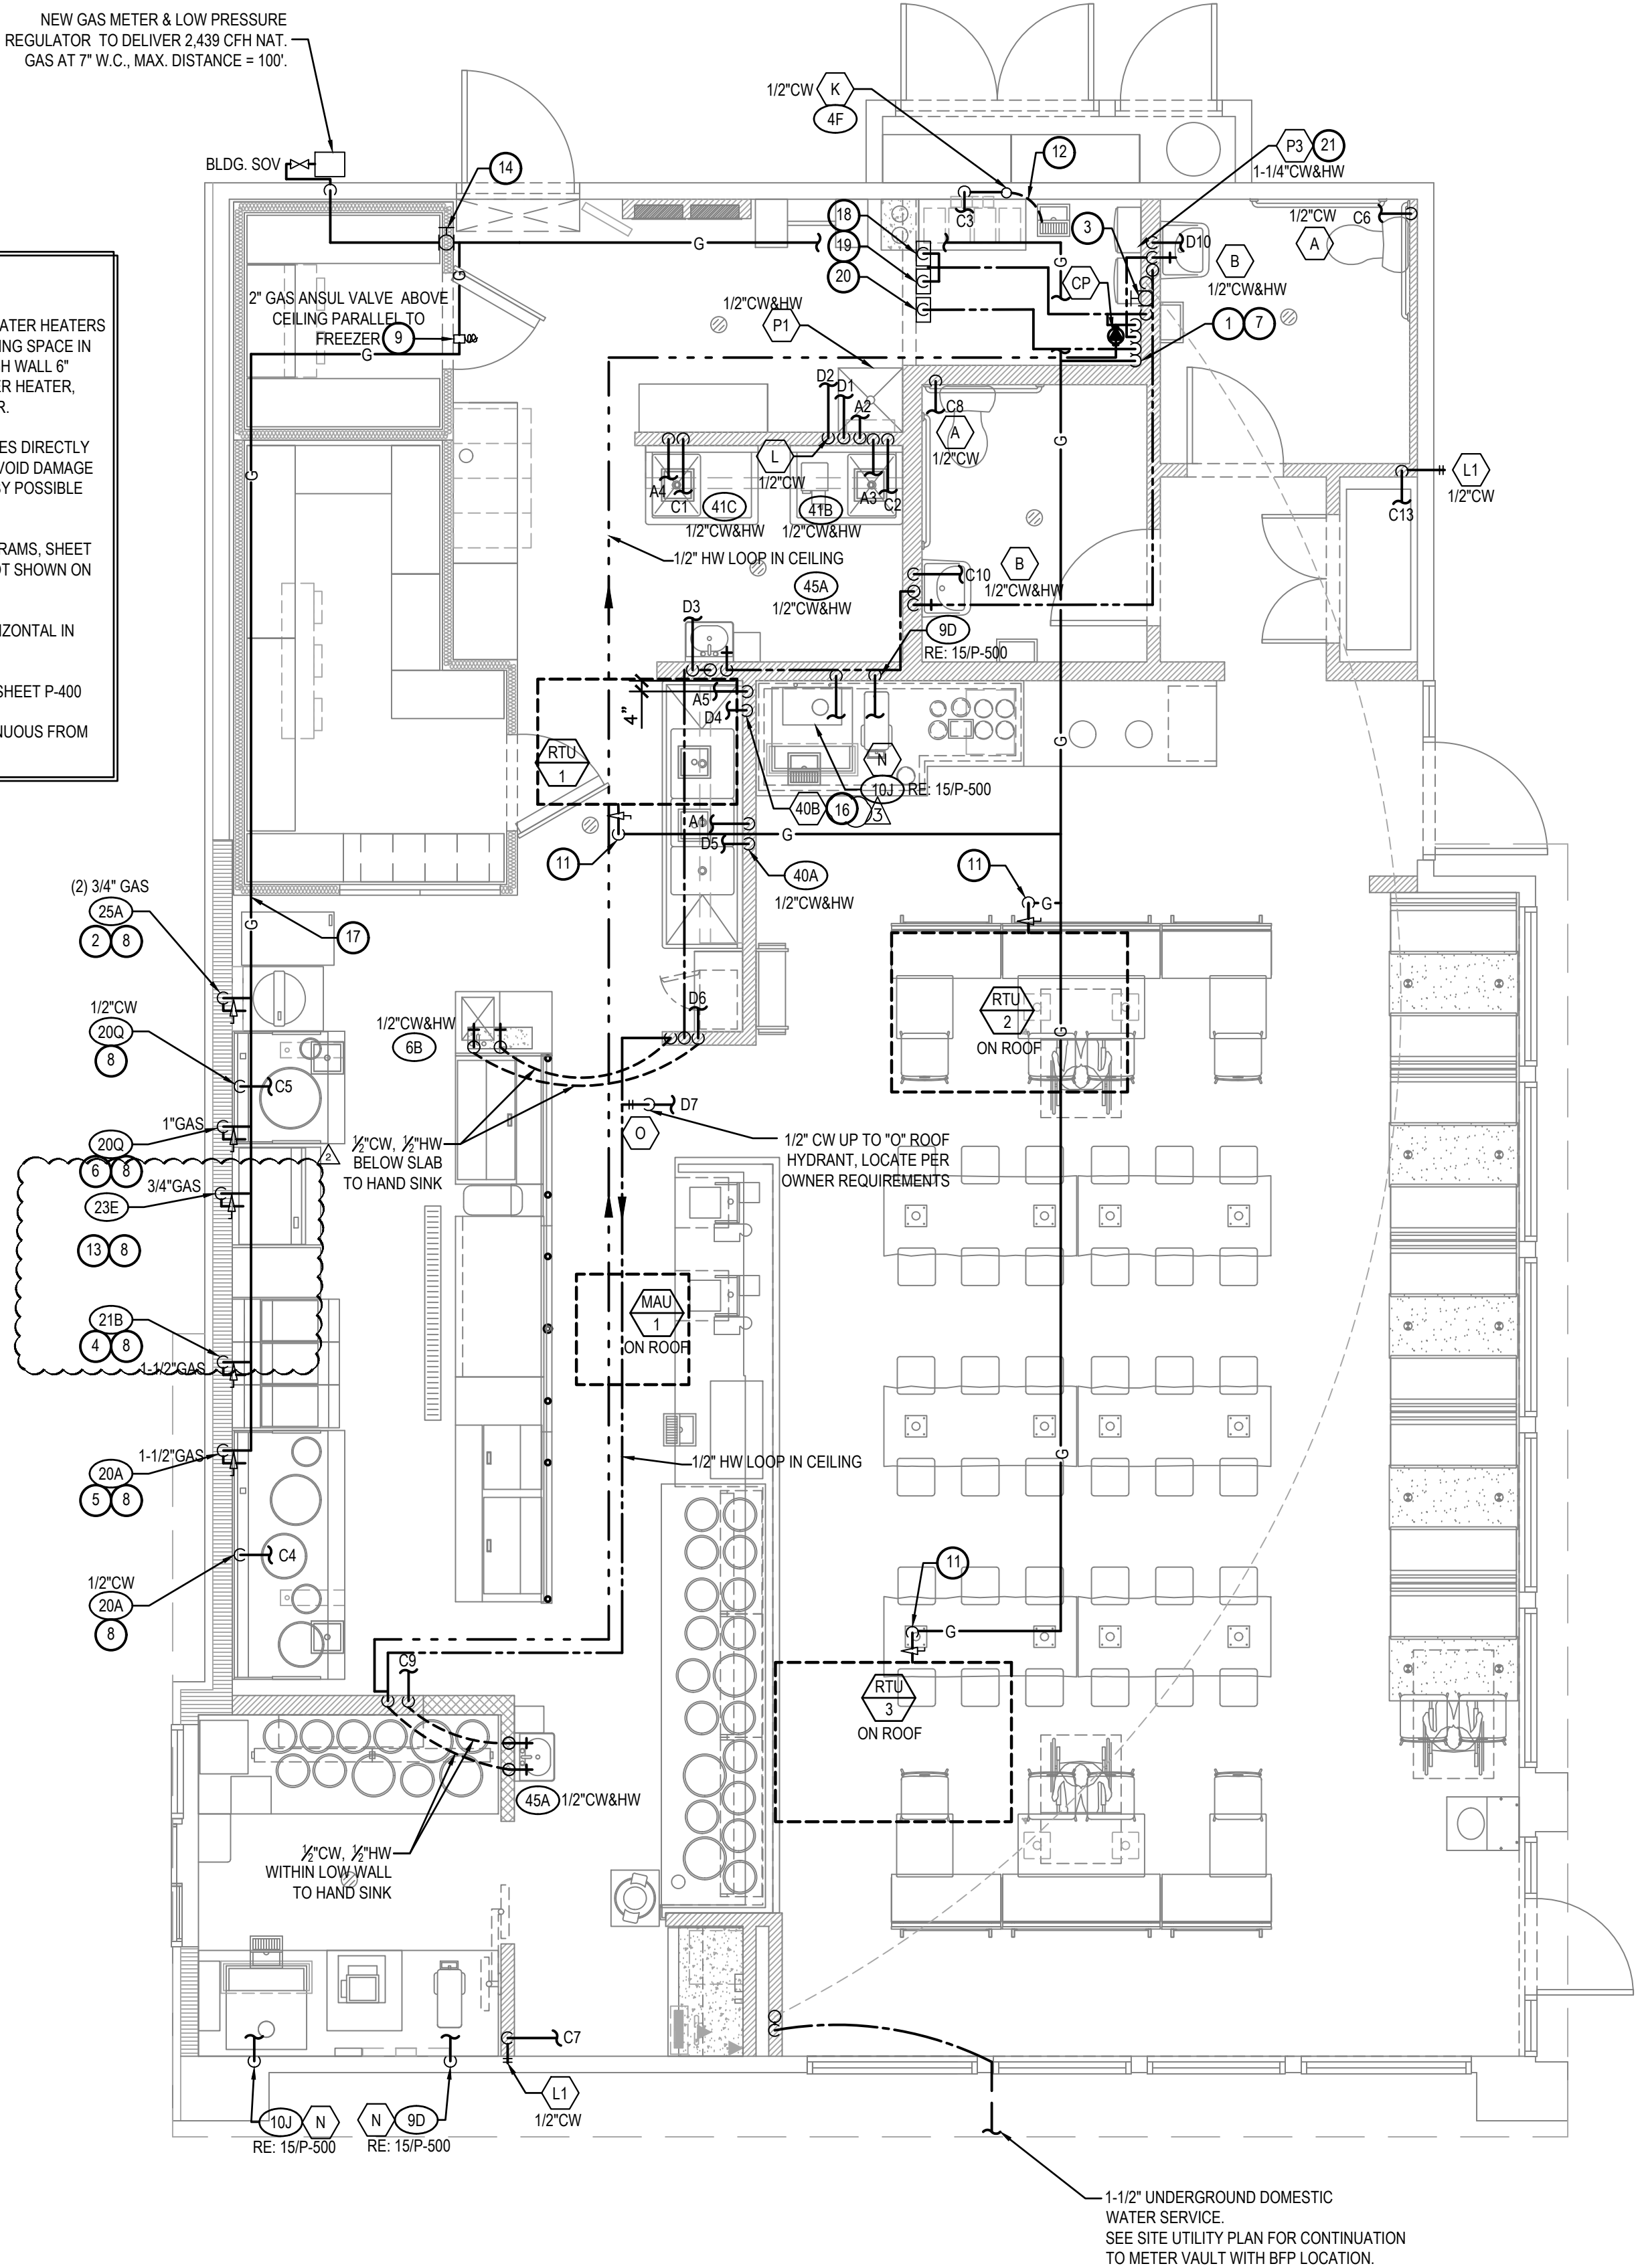 NEW GAS METER & LOW PRESSURE
REGULATOR TO DELIVER 2,439 CFH NAT.
GAS AT 7" W.C., MAX. DISTANCE = 100'.
BLDG. SOV
14
1/2"CW
K
4F
12
P3
21
1-1/4"CW&HW
C3
18
19
20
3
CP
D10
B
1/2"CW&HW
1/2"CW
C6
A
1
7
G
G
G
ATER HEATERS
ING SPACE IN
H WALL 6"
ER HEATER,
R.
ES DIRECTLY
VOID DAMAGE
BY POSSIBLE
RAMS, SHEET
OT SHOWN ON
IZONTAL IN
SHEET P-400
NUOUS FROM
2" GAS ANSUL VALVE ABOVE
CEILING PARALLEL TO
FREEZER
9
G
1/2"CW&HW
P1
D2
D1
A2
C8
A
1/2"CW
G
G
L
1/2"CW
A4
C1
41C
1/2"CW&HW
41B
1/2"CW&HW
A3
C2
L1
1/2"CW
C13
1/2" HW LOOP IN CEILING
45A
1/2"CW&HW
C10
B
1/2"CW&HW
D3
9D
RE: 15/P-500
A5
D4
4"
RTU
1
N
10J
RE: 15/P-500
40B
16
3
G
A1
D5
G
11
40A
1/2"CW&HW
11
G
(2) 3/4" GAS
25A
2
8
17
G
1/2"CW
20Q
8
C5
1/2"CW&HW
6B
D6
RTU
2
ON ROOF
G
D7
O
1"GAS
20Q
6
8
2
½"CW, ½"HW
BELOW SLAB
TO HAND SINK
1/2" CW UP TO "O" ROOF
HYDRANT, LOCATE PER
OWNER REQUIREMENTS
3/4"GAS
23E
13
8
21B
4
8
1-1/2"GAS
MAU
1
ON ROOF
1-1/2"GAS
20A
5
8
1/2" HW LOOP IN CEILING
G
C4
1/2"CW
20A
8
11
G
C9
RTU
3
ON ROOF
45A
1/2"CW&HW
½"CW, ½"HW
WITHIN LOW WALL
TO HAND SINK
C7
L1
1/2"CW
10J
N
RE: 15/P-500
N
9D
RE: 15/P-500
1-1/2" UNDERGROUND DOMESTIC
WATER SERVICE.
SEE SITE UTILITY PLAN FOR CONTINUATION
TO METER VAULT WITH BFP LOCATION.